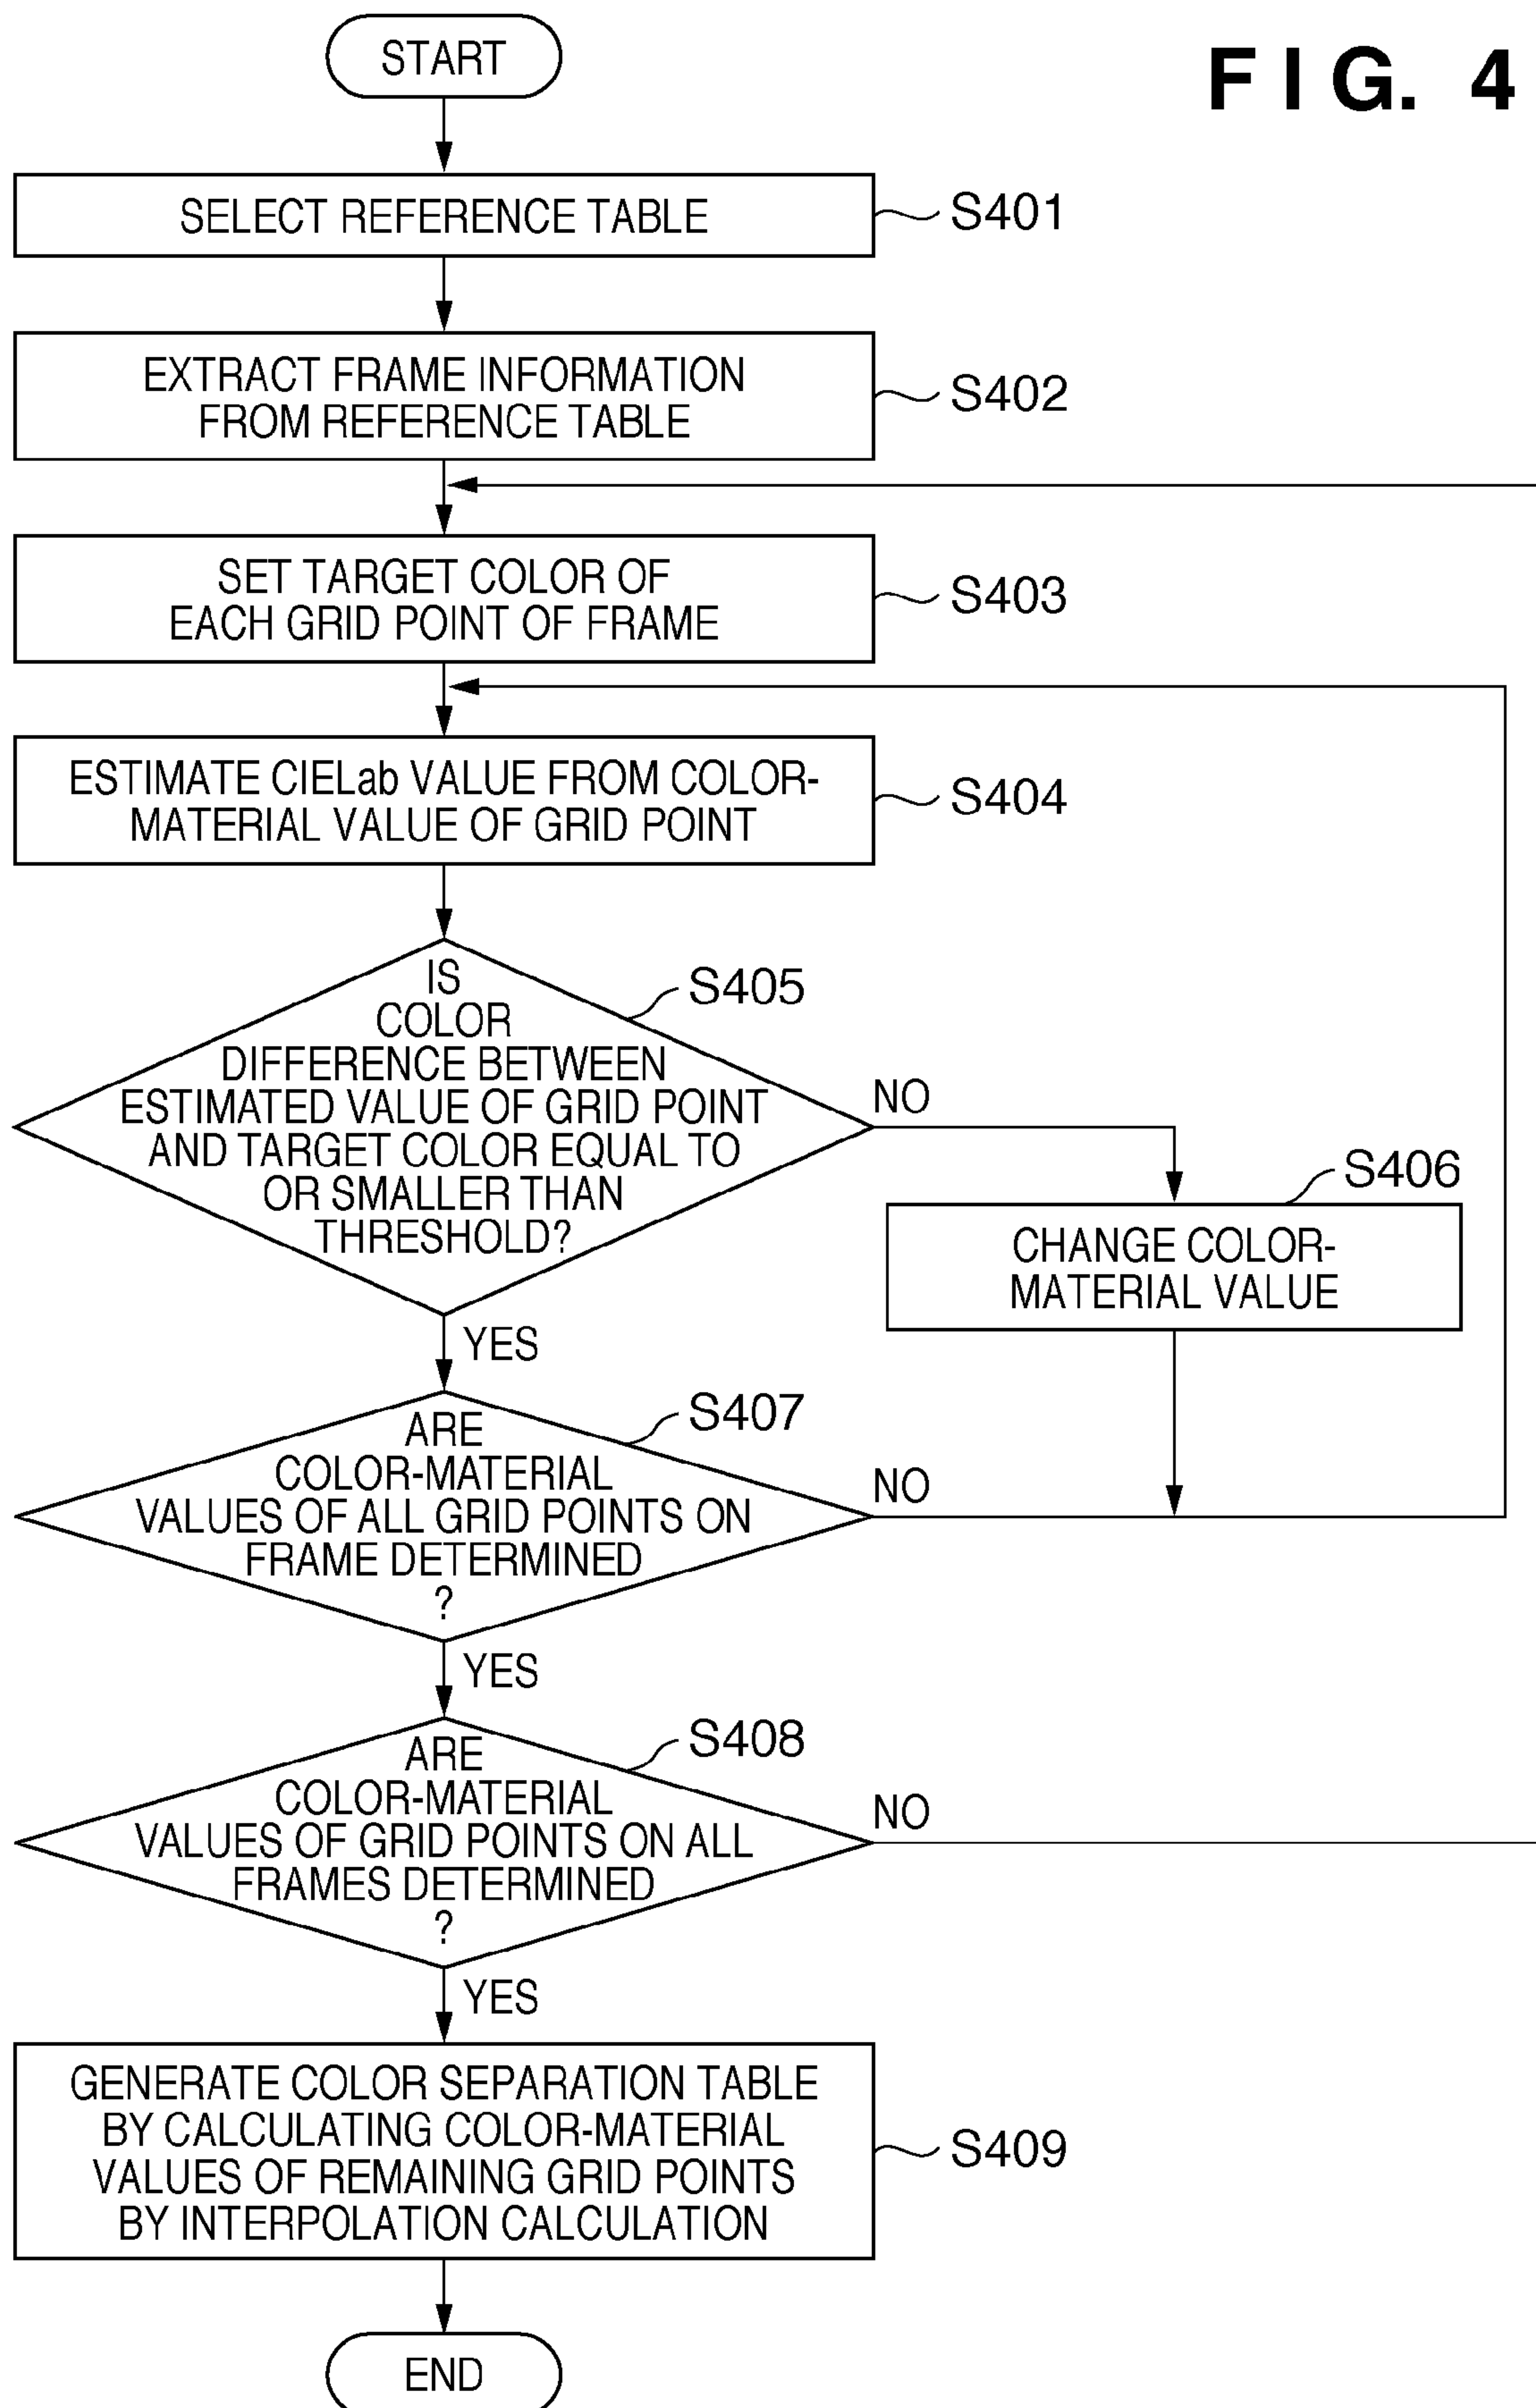 START
FIG. 4
SELECT REFERENCE TABLE
S401
EXTRACT FRAME INFORMATION
FROM REFERENCE TABLE
S402
SET TARGET COLOR OF
EACH GRID POINT OF FRAME
S403
ESTIMATE CIELab VALUE FROM COLOR-
MATERIAL VALUE OF GRID POINT
S404
IS
COLOR
DIFFERENCE BETWEEN
ESTIMATED VALUE OF GRID POINT
AND TARGET COLOR EQUAL TO
OR SMALLER THAN
THRESHOLD?
S405
NO
YES
S406
CHANGE COLOR-
MATERIAL VALUE
ARE
COLOR-MATERIAL
VALUES OF ALL GRID POINTS ON
FRAME DETERMINED
?
S407
NO
YES
ARE
COLOR-MATERIAL
VALUES OF GRID POINTS ON ALL
FRAMES DETERMINED
?
S408
NO
YES
GENERATE COLOR SEPARATION TABLE
BY CALCULATING COLOR-MATERIAL
VALUES OF REMAINING GRID POINTS
BY INTERPOLATION CALCULATION
S409
END